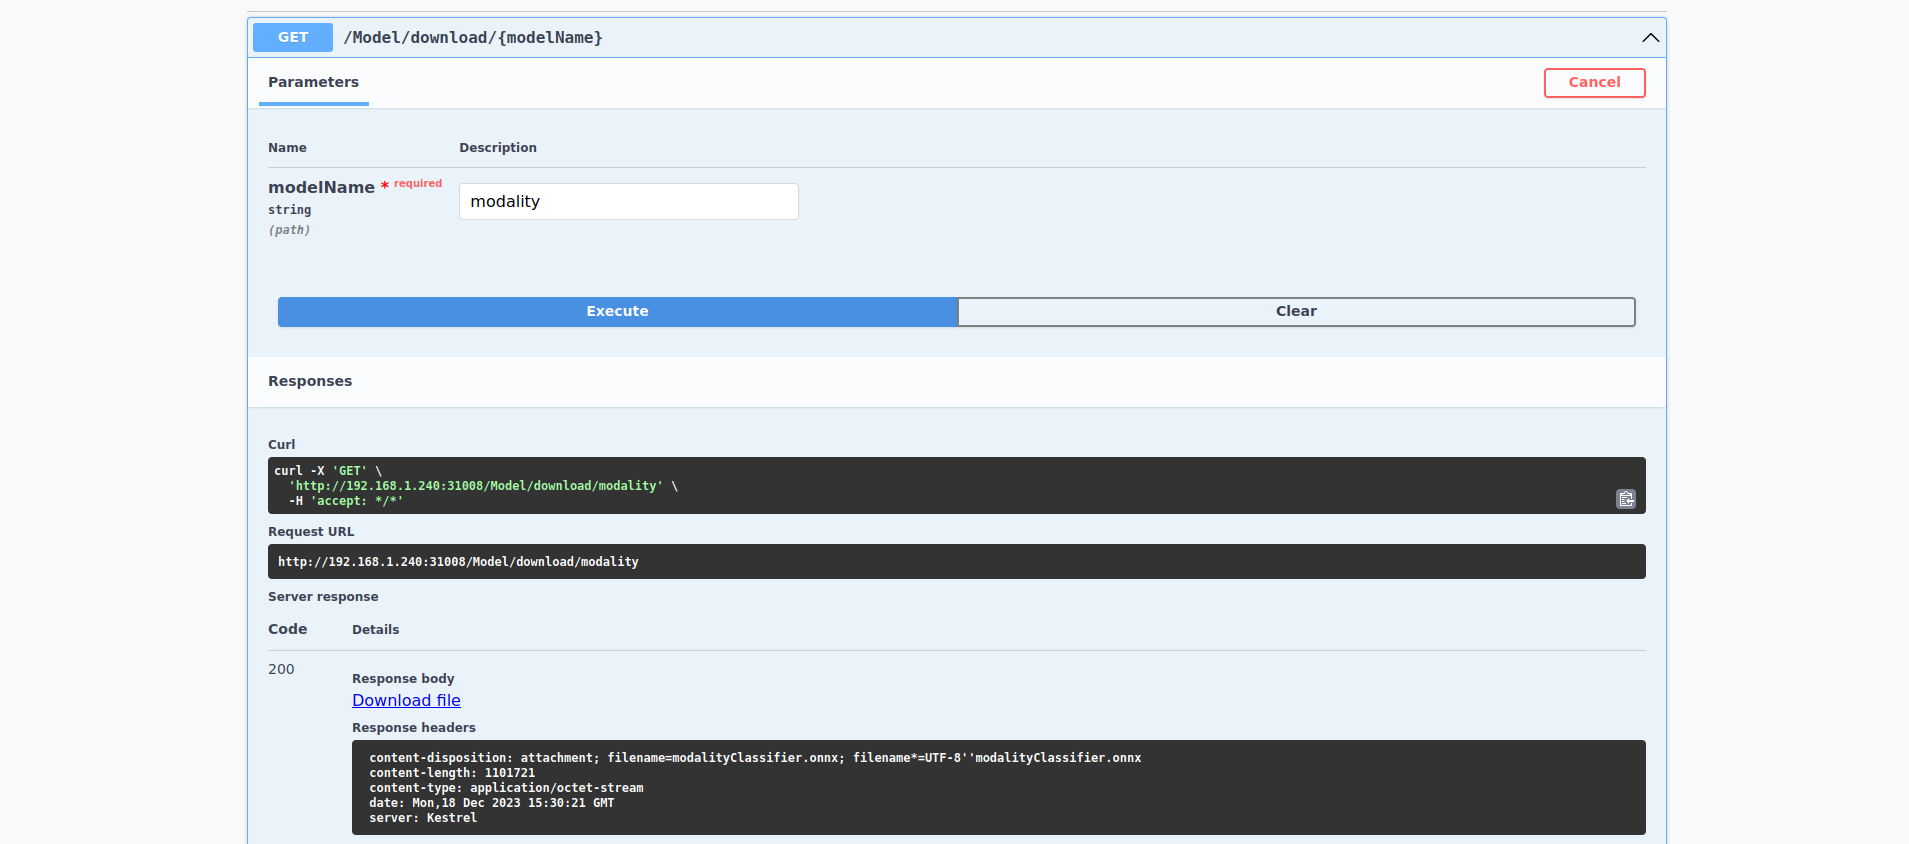 GET /Model/download/{modelName}
Parameters
Cancel
Name Description
modelName * required
string
(path)
modality
Execute
Clear
Responses
Curl
curl -X 'GET' \
'http://192.168.1.240:31008/Model/download/modality' \
-H 'accept: */*'
Request URL
http://192.168.1.240:31008/Model/download/modality
Server response
Code Details
200
Response body
Download file
Response headers
content-disposition: attachment; filename=modalityClassifier.onnx; filename*=UTF-8''modalityClassifier.onnx
content-length: 1101721
content-type: application/octet-stream
date: Mon,18 Dec 2023 15:30:21 GMT
server: Kestrel